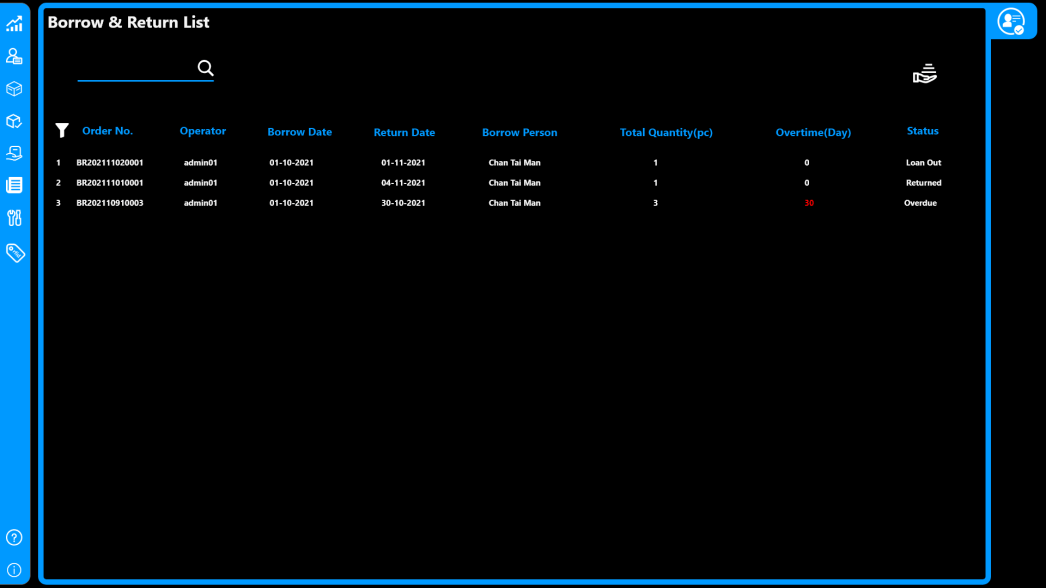 Borrow & Return List
Order No. Operator Borrow Date Return Date Borrow Person Total Quantity(pc) Overtime(Day) Status
1 BR202111020001 admin01 01-10-2021 01-11-2021 Chan Tai Man 1 0 Loan Out
2 BR202111010001 admin01 01-10-2021 04-11-2021 Chan Tai Man 1 0 Returned
3 BR202110910003 admin01 01-10-2021 30-10-2021 Chan Tai Man 3 30 Overdue